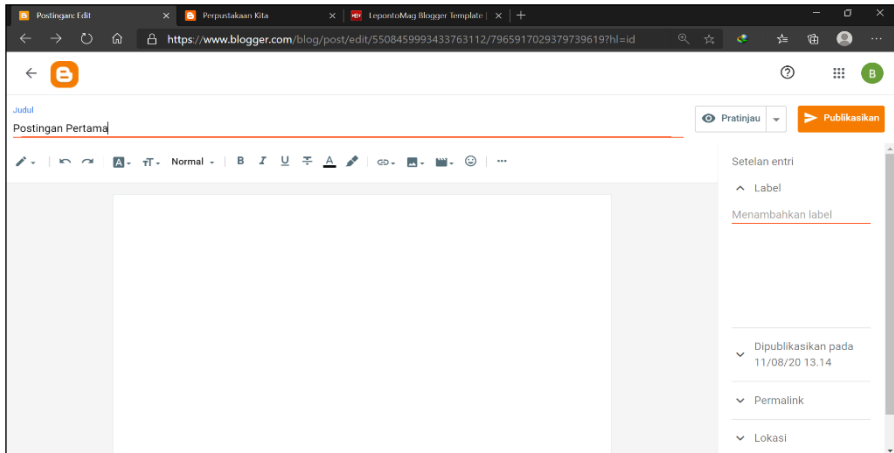 Postingan: Edit
Perpustakaan Kita
LepontoMag Blogger Template |
https://www.blogger.com/blog/post/edit/5508459993433763112/7965917029379739619?hl=id
B
Judul
Postingan Pertama
Pratinjau
Publikasikan
Normal
B I U T A
Setelan entri
Label
Menambahkan label
Dipublikasikan pada
11/08/20 13.14
Permalink
Lokasi